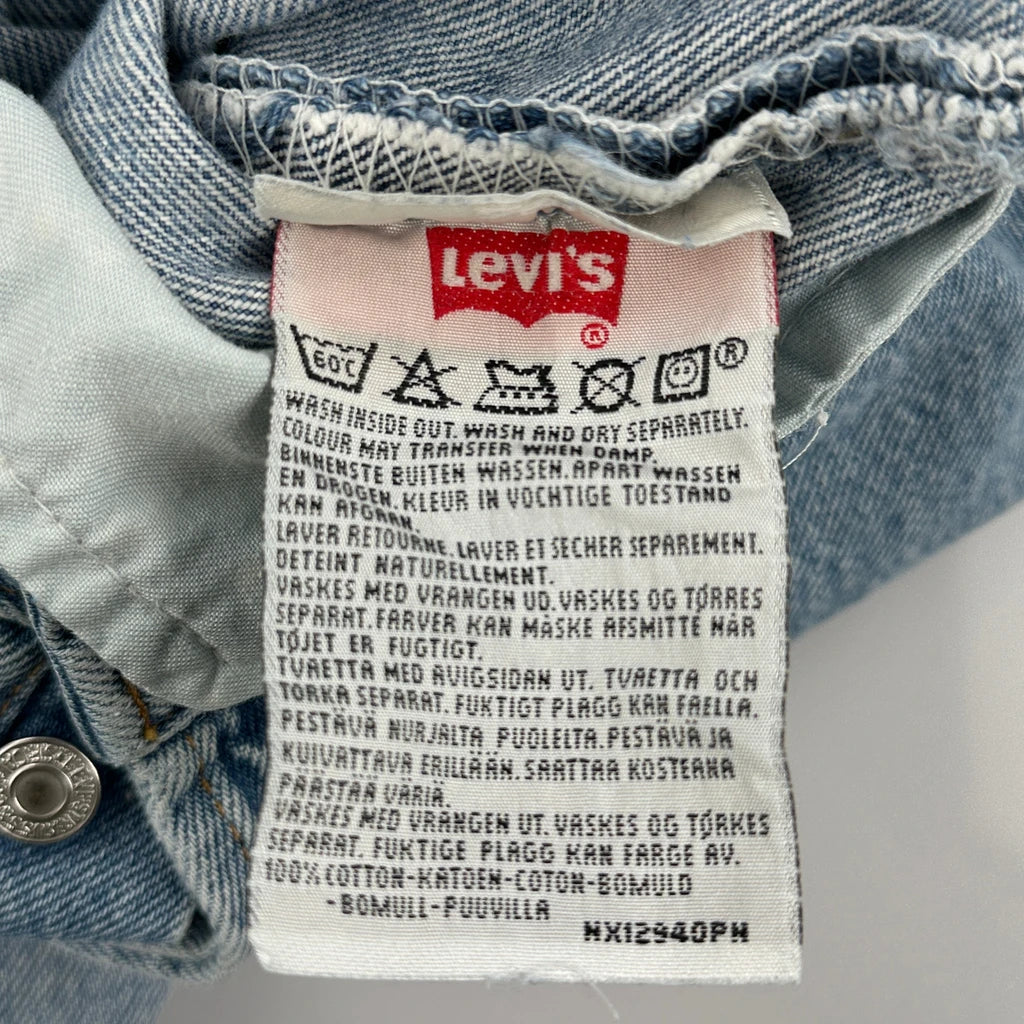 Levi's
®
60°C
®
WASH INSIDE OUT. WASH AND DRY SEPARATELY.
COLOUR MAY TRANSFER WHEN DAMP.
BINNENSTE BUITEN WASSEN. APART WASSEN
EN DROGEN. KLEUR IN VOCHTIGE TOESTAND
KAN AFGAAN.
LAVER RETOURNE. LAVER ET SECHER SEPAREMENT.
DETEINT NATURELLEMENT.
VASKES MED VRANGEN UD. VASKES OG TØRRES
SEPARAT. FARVER KAN MÅSKE AFSMITTE NÅR
TØJET ER FUGTIGT.
TVAETTA MED AVIGSIDAN UT. TVAETTA OCH
TORKA SEPARAT. FUKTIGT PLAGG KAN FAELLA.
PESTÄVÄ NURJALTA PUOLELTA. PESTÄVÄ JA
KUIVATTAVA ERILLÄÄN. SAATTAA KOSTEANA
PÄÄSTÄÄ VÄRIÄ.
VASKES MED VRANGEN UT. VASKES OG TØRKES
SEPARAT. FUKTIGE PLAGG KAN FARGE AV.
100% COTTON-KATOEN-COTON-BOMULD
-BOMULL-PUUVILLA
NX12940PN